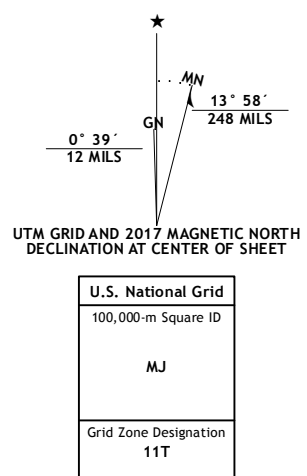 ★
MN
13° 58´
248 MILS
GN
0° 39´
12 MILS
UTM GRID AND 2017 MAGNETIC NORTH
DECLINATION AT CENTER OF SHEET
U.S. National Grid
100,000-m Square ID
MJ
Grid Zone Designation
11T